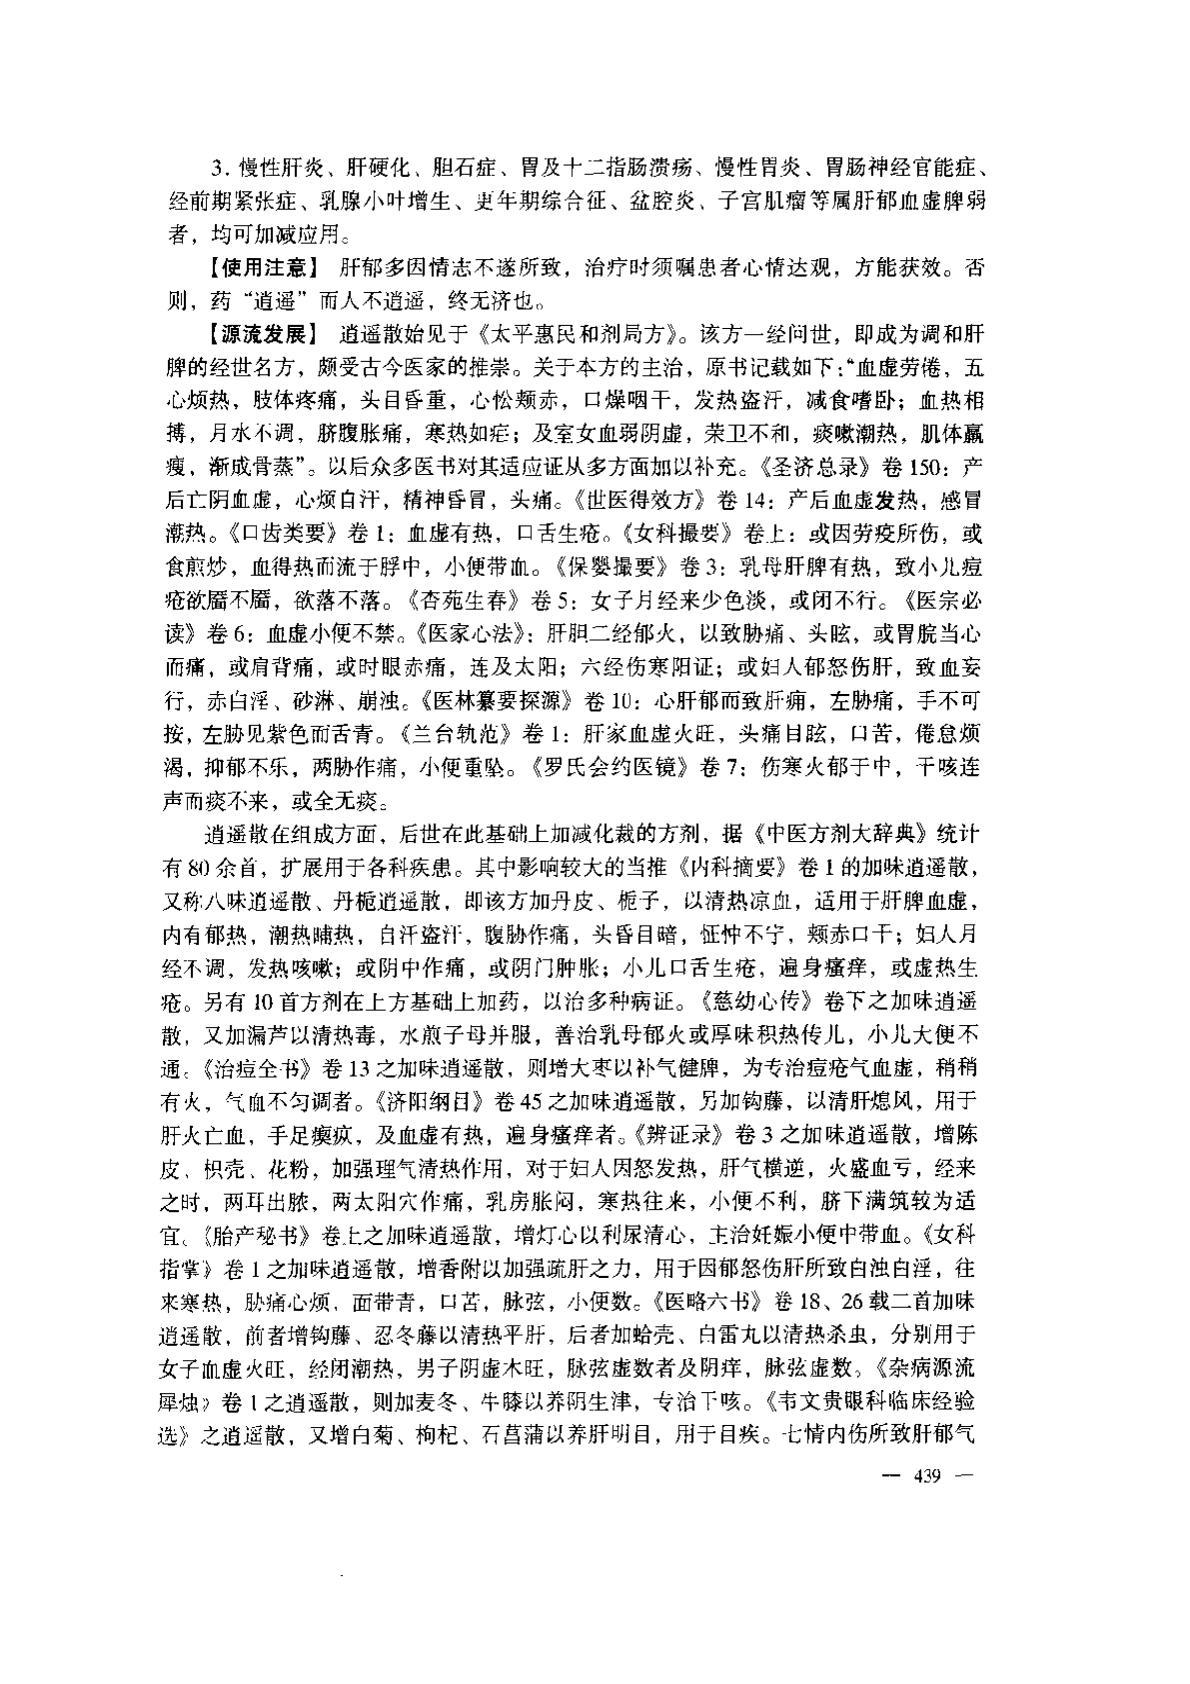 3. 慢性肝炎、肝硬化、胆石症、胃及十二指肠溃疡、慢性胃炎、胃肠神经官能症、
经前期紧张症、乳腺小叶增生、更年期综合征、盆腔炎、子宫肌瘤等属肝郁血虚脾弱
者，均可加减应用。
【使用注意】 肝郁多因情志不遂所致，治疗时须嘱患者心情达观，方能获效。否
则，药“逍遥”而人不逍遥，终无济也。
【源流发展】 逍遥散始见于《太平惠民和剂局方》。该方一经问世，即成为调和肝
脾的经世名方，颇受古今医家的推崇。关于本方的主治，原书记载如下：“血虚劳倦，五
心烦热，肢体疼痛，头目昏重，心忪颊赤，口燥咽干，发热盗汗，减食嗜卧；血热相
搏，月水不调，脐腹胀痛，寒热如疟；及室女血弱阴虚，荣卫不和，痰嗽潮热，肌体羸
瘦，渐成骨蒸”。以后众多医书对其适应证从多方面加以补充。《圣济总录》卷 150：产
后亡阴血虚，心烦自汗，精神昏冒，头痛。《世医得效方》卷 14：产后血虚发热，感冒
潮热。《口齿类要》卷 1：血虚有热，口舌生疮。《女科撮要》卷上：或因劳疫所伤，或
食煎炒，血得热而流于脬中，小便带血。《保婴撮要》卷 3：乳母肝脾有热，致小儿痘
疮欲靥不靥，欲落不落。《杏苑生春》卷 5：女子月经来少色淡，或闭不行。《医宗必
读》卷 6：血虚小便不禁。《医家心法》：肝胆二经郁火，以致胁痛、头眩，或胃脘当心
而痛，或肩背痛，或时眼赤痛，连及太阳；六经伤寒阳证；或妇人郁怒伤肝，致血妄
行，赤白淫、砂淋、崩浊。《医林纂要探源》卷 10：心肝郁而致肝痈，左胁痛，手不可
按，左胁见紫色而舌青。《兰台轨范》卷 1：肝家血虚火旺，头痛目眩，口苦，倦怠烦
渴，抑郁不乐，两胁作痛，小便重坠。《罗氏会约医镜》卷 7：伤寒火郁于中，干咳连
声而痰不来，或全无痰。
逍遥散在组成方面，后世在此基础上加减化裁的方剂，据《中医方剂大辞典》统计
有 80 余首，扩展用于各科疾患。其中影响较大的当推《内科摘要》卷 1 的加味逍遥散，
又称八味逍遥散、丹栀逍遥散，即该方加丹皮、栀子，以清热凉血，适用于肝脾血虚，
内有郁热，潮热晡热，自汗盗汗，腹胁作痛，头昏目暗，怔忡不宁，颊赤口干；妇人月
经不调，发热咳嗽；或阴中作痛，或阴门肿胀；小儿口舌生疮，遍身瘙痒，或虚热生
疮。另有 10 首方剂在上方基础上加药，以治多种病证。《慈幼心传》卷下之加味逍遥
散，又加漏芦以清热毒，水煎子母并服，善治乳母郁火或厚味积热传儿，小儿大便不
通。《治痘全书》卷 13 之加味逍遥散，则增大枣以补气健脾，为专治痘疮气血虚，稍稍
有火，气血不匀调者。《济阳纲目》卷 45 之加味逍遥散，另加钩藤，以清肝熄风，用于
肝火亡血，手足瘈疭，及血虚有热，遍身瘙痒者。《辨证录》卷 3 之加味逍遥散，增陈
皮、枳壳、花粉，加强理气清热作用，对于妇人因怒发热，肝气横逆，火盛血亏，经来
之时，两耳出脓，两太阳穴作痛，乳房胀闷，寒热往来，小便不利，脐下满筑较为适
宜。《胎产秘书》卷上之加味逍遥散，增灯心以利尿清心，主治妊娠小便中带血。《女科
指掌》卷 1 之加味逍遥散，增香附以加强疏肝之力，用于因郁怒伤肝所致白浊白淫，往
来寒热，胁痛心烦，面带青，口苦，脉弦，小便数。《医略六书》卷 18、26 载二首加味
逍遥散，前者增钩藤、忍冬藤以清热平肝，后者加蛤壳、白雷丸以清热杀虫，分别用于
女子血虚火旺，经闭潮热，男子阴虚木旺，脉弦虚数者及阴痒，脉弦虚数。《杂病源流
犀烛》卷 1 之逍遥散，则加麦冬、牛膝以养阴生津，专治干咳。《韦文贵眼科临床经验
选》之逍遥散，又增白菊、枸杞、石菖蒲以养肝明目，用于目疾。七情内伤所致肝郁气
— 439 —